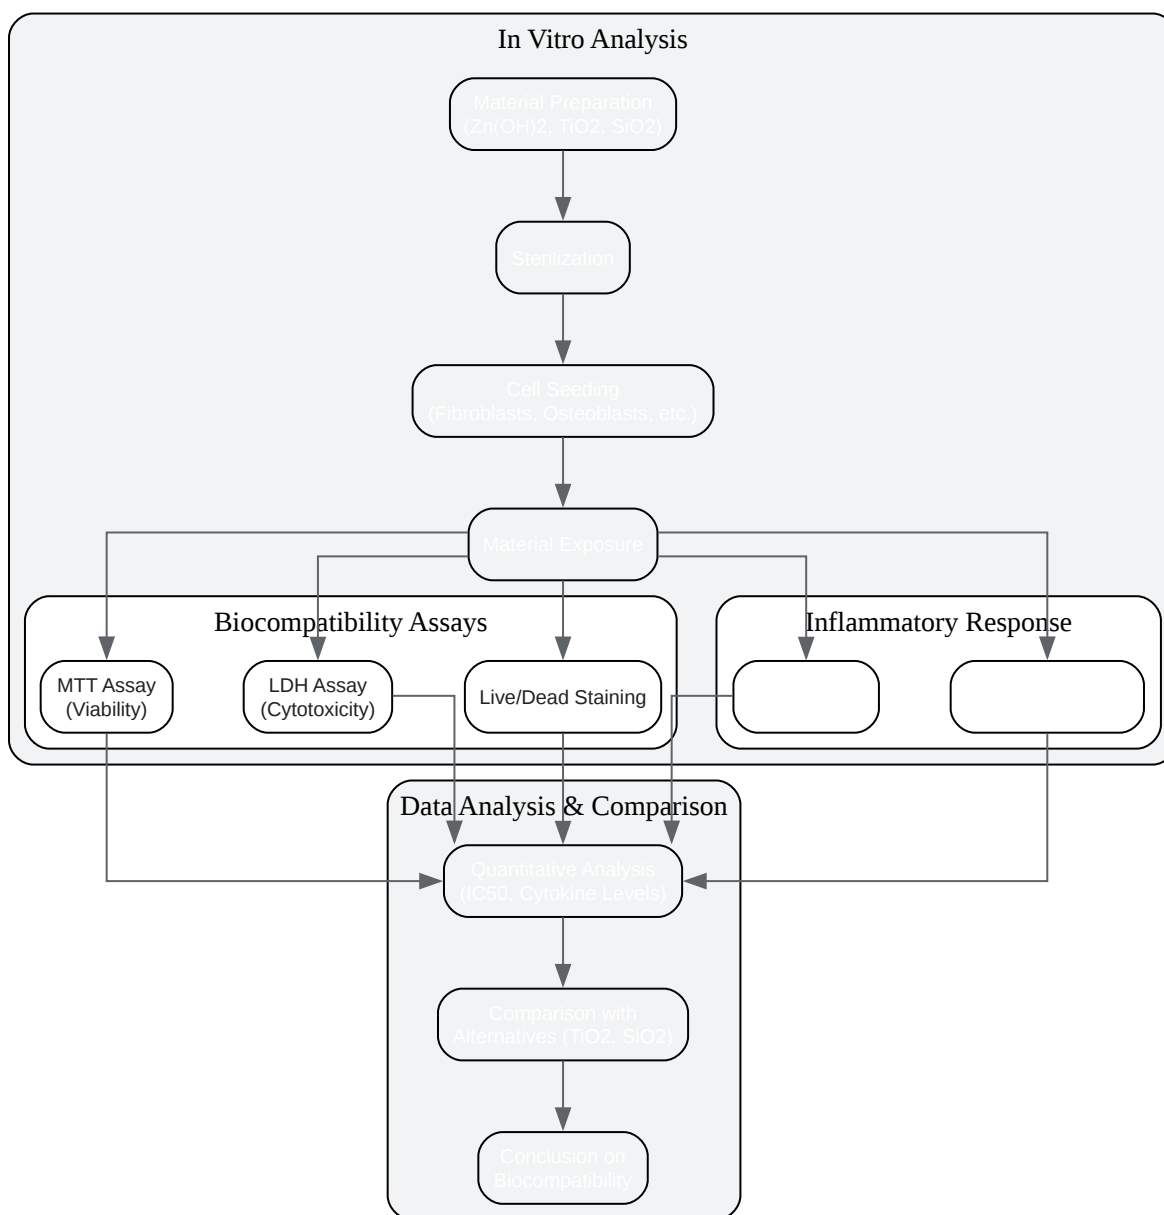 In Vitro Analysis
Material Preparation
(Zn(OH)2, TiO2, SiO2)
Sterilization
Cell Seeding
(Fibroblasts, Osteoblasts, etc.)
Material Exposure
Biocompatibility Assays
Inflammatory Response
MTT Assay
(Viability)
LDH Assay
(Cytotoxicity)
Live/Dead Staining
Data Analysis & Comparison
Quantitative Analysis
(IC50, Cytokine Levels)
Comparison with
Alternatives (TiO2, SiO2)
Conclusion on
Biocompatibility